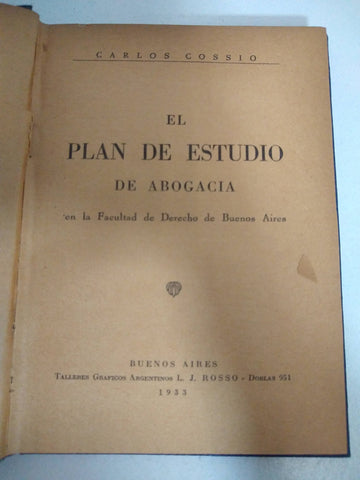 CARLOS COSSIO
EL
PLAN DE ESTUDIO
DE ABOGACIA
en la Facultad de Derecho de Buenos Aires
BUENOS AIRES
TALLERES GRAFICOS ARGENTINOS L. J. ROSSO - DOBLAS 951
1933